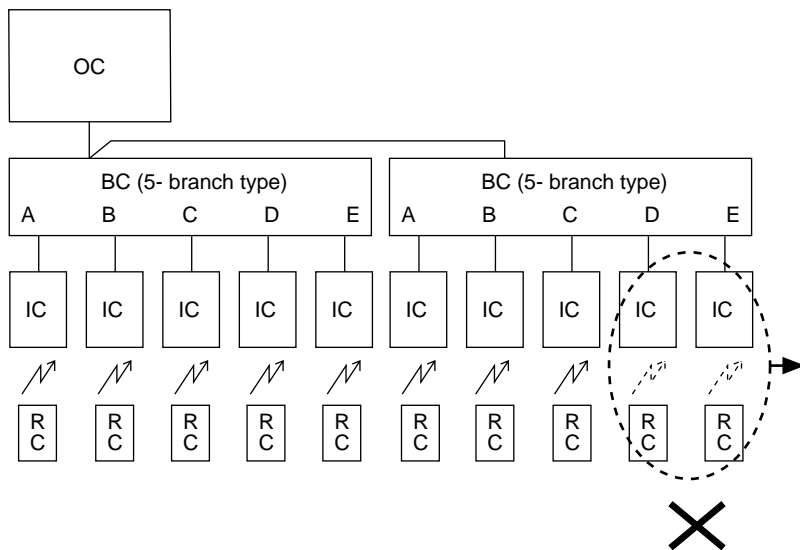 OC
BC (5- branch type) BC (5- branch type)
A B C D E A B C D E
IC IC IC IC IC IC IC IC IC IC
R R R R R R R R R R
C C C C C C C C C C